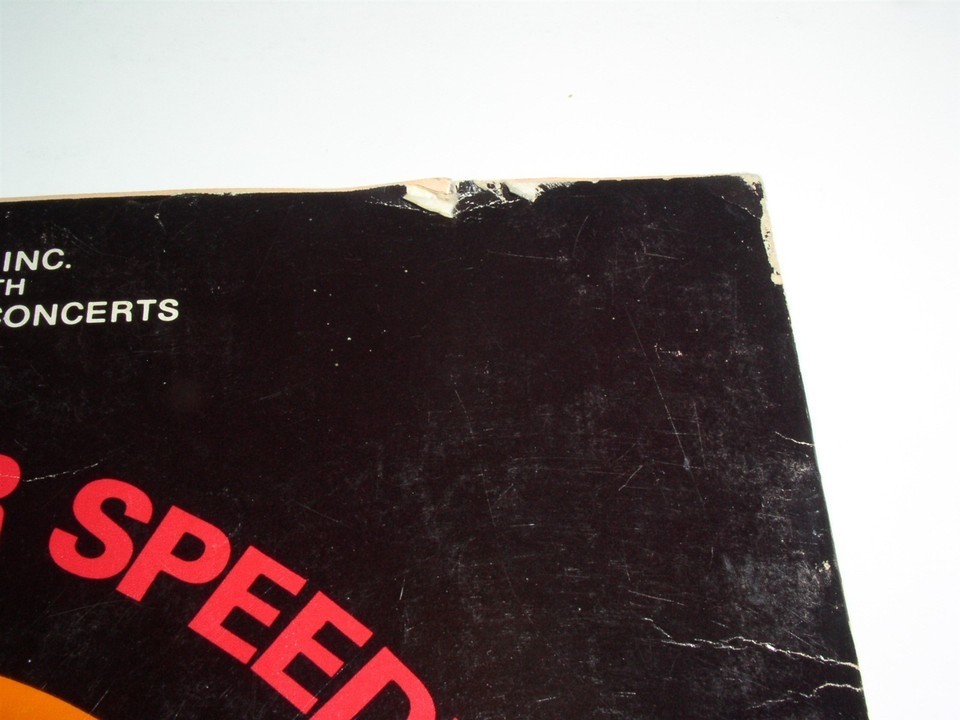 INC.
TH
CONCERTS
SPEED